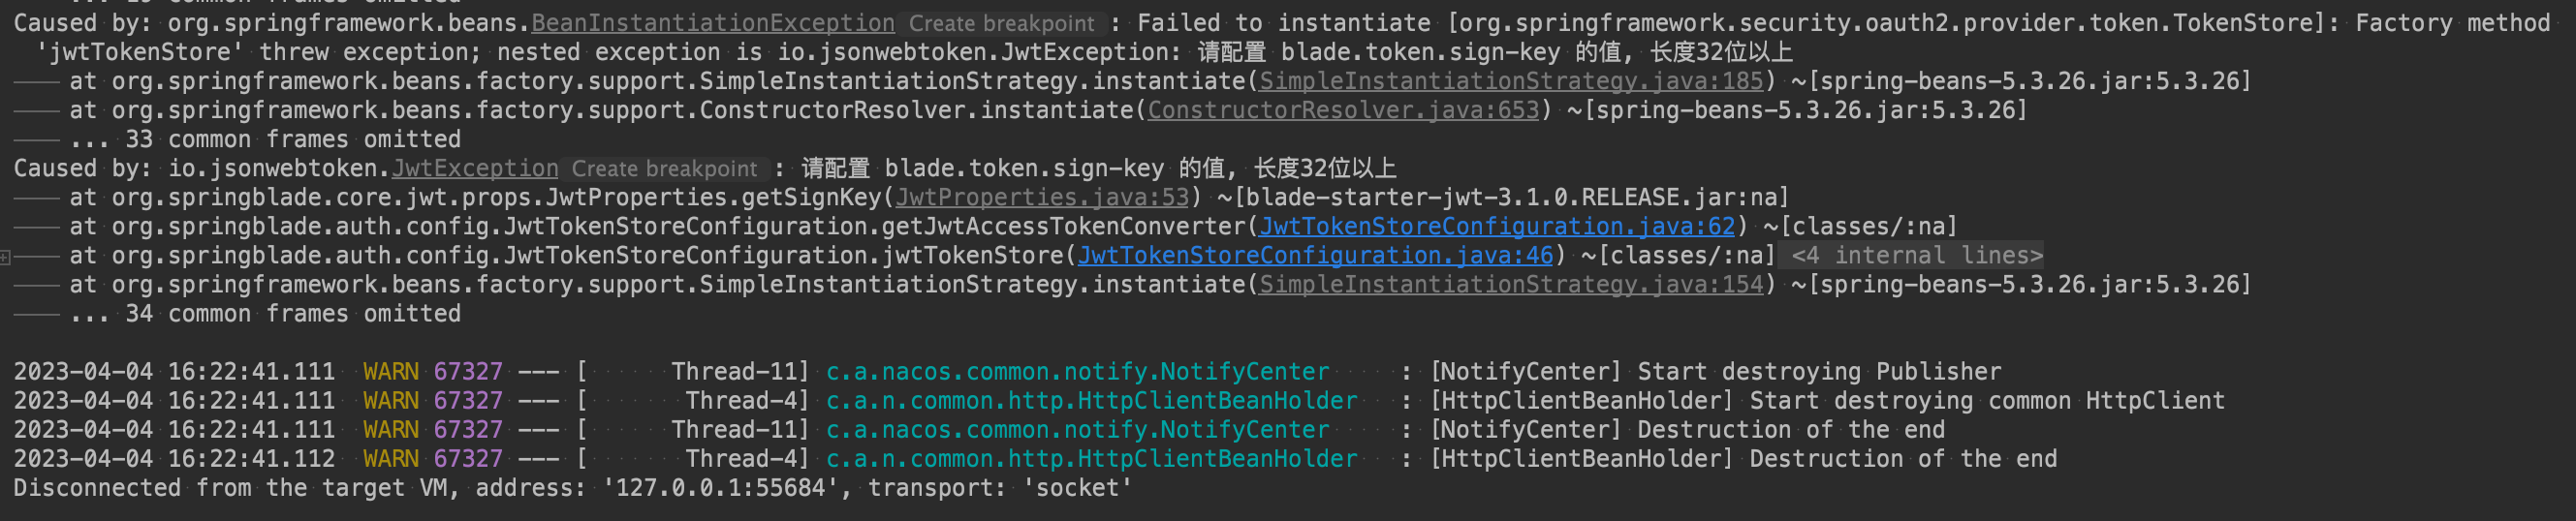 ... 15 common frames omitted
Caused by: org.springframework.beans.BeanInstantiationException Create breakpoint : Failed to instantiate [org.springframework.security.oauth2.provider.token.TokenStore]: Factory method
'jwtTokenStore' threw exception; nested exception is io.jsonwebtoken.JwtException: 请配置 blade.token.sign-key 的值, 长度32位以上
at org.springframework.beans.factory.support.SimpleInstantiationStrategy.instantiate(SimpleInstantiationStrategy.java:185) ~[spring-beans-5.3.26.jar:5.3.26]
at org.springframework.beans.factory.support.ConstructorResolver.instantiate(ConstructorResolver.java:653) ~[spring-beans-5.3.26.jar:5.3.26]
... 33 common frames omitted
Caused by: io.jsonwebtoken.JwtException Create breakpoint : 请配置 blade.token.sign-key 的值, 长度32位以上
at org.springblade.core.jwt.props.JwtProperties.getSignKey(JwtProperties.java:53) ~[blade-starter-jwt-3.1.0.RELEASE.jar:na]
at org.springblade.auth.config.JwtTokenStoreConfiguration.getJwtAccessTokenConverter(JwtTokenStoreConfiguration.java:62) ~[classes/:na]
at org.springblade.auth.config.JwtTokenStoreConfiguration.jwtTokenStore(JwtTokenStoreConfiguration.java:46) ~[classes/:na] <4 internal lines>
at org.springframework.beans.factory.support.SimpleInstantiationStrategy.instantiate(SimpleInstantiationStrategy.java:154) ~[spring-beans-5.3.26.jar:5.3.26]
... 34 common frames omitted
2023-04-04 16:22:41.111 WARN 67327 --- [ Thread-11] c.a.nacos.common.notify.NotifyCenter : [NotifyCenter] Start destroying Publisher
2023-04-04 16:22:41.111 WARN 67327 --- [ Thread-4] c.a.n.common.http.HttpClientBeanHolder : [HttpClientBeanHolder] Start destroying common HttpClient
2023-04-04 16:22:41.111 WARN 67327 --- [ Thread-11] c.a.nacos.common.notify.NotifyCenter : [NotifyCenter] Destruction of the end
2023-04-04 16:22:41.112 WARN 67327 --- [ Thread-4] c.a.n.common.http.HttpClientBeanHolder : [HttpClientBeanHolder] Destruction of the end
Disconnected from the target VM, address: '127.0.0.1:55684', transport: 'socket'